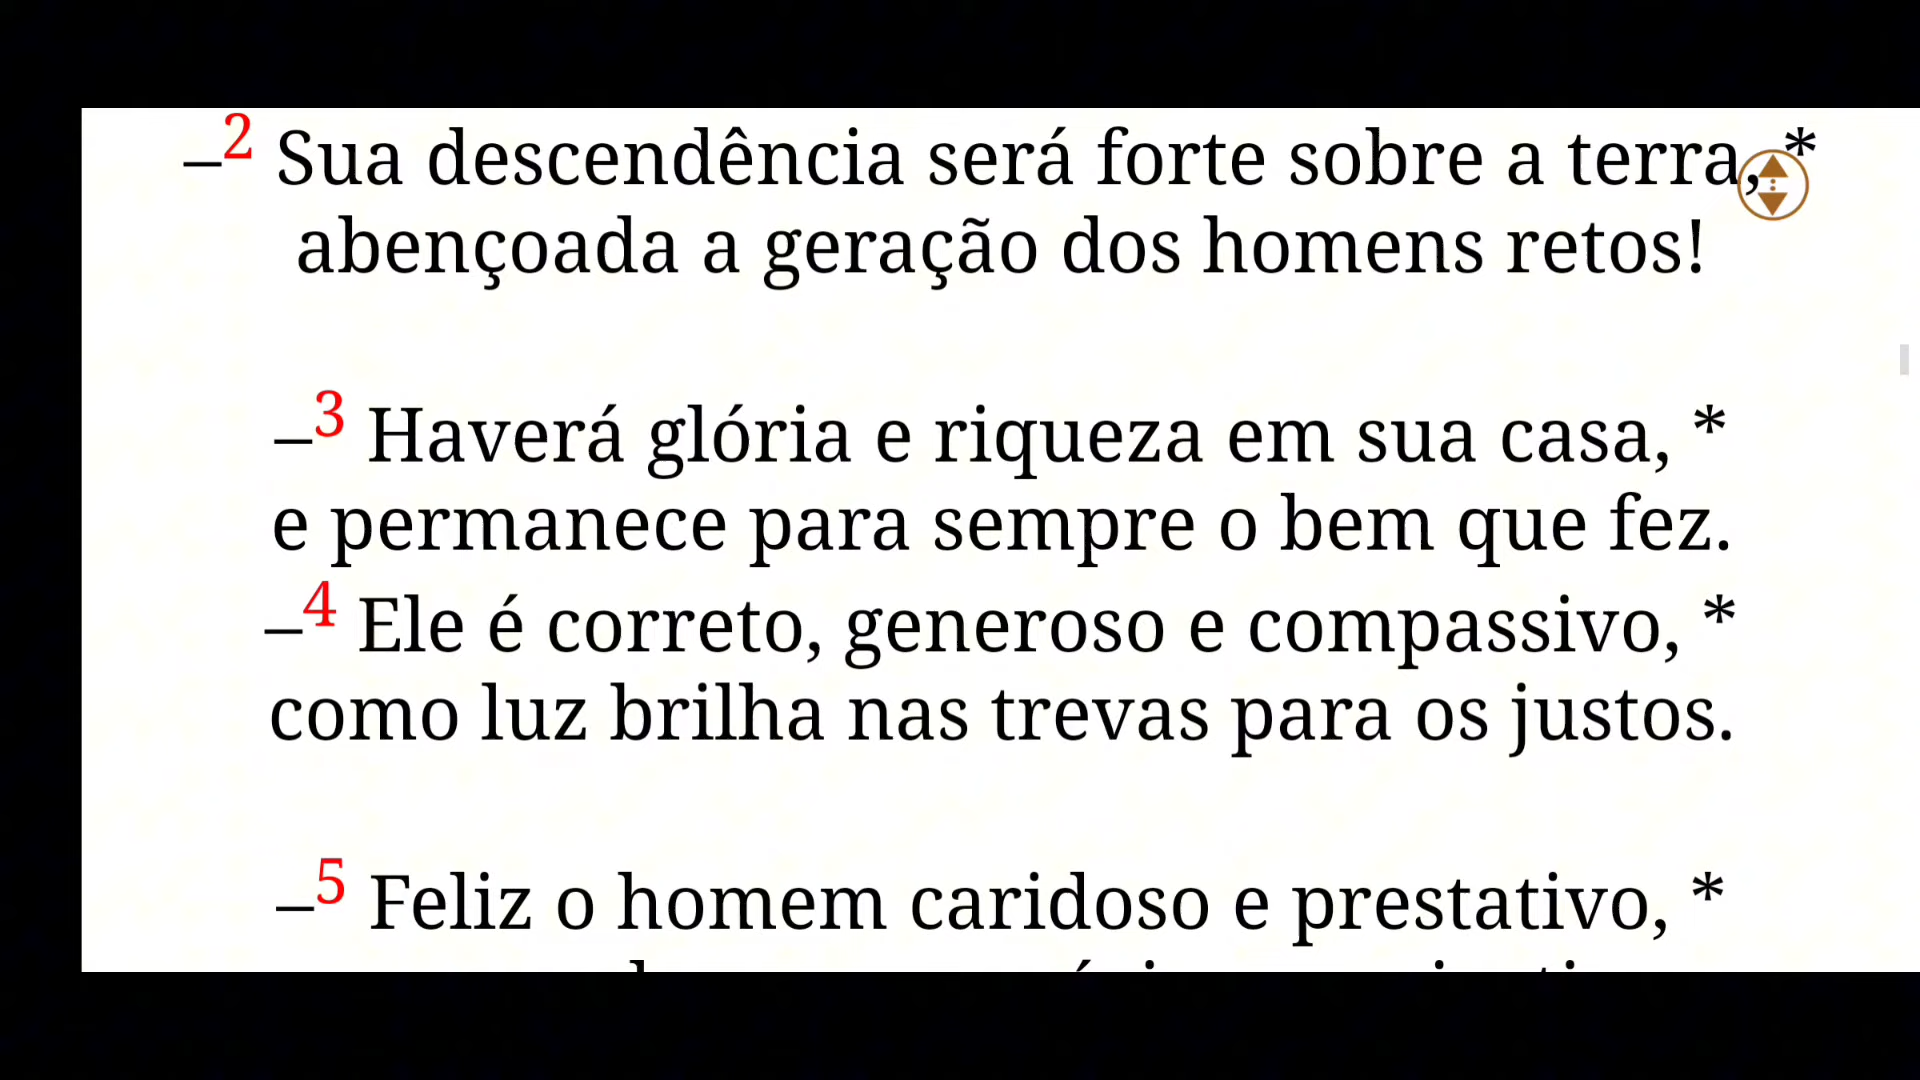 –2 Sua descendência será forte sobre a terra, *
abençoada a geração dos homens retos!
–3 Haverá glória e riqueza em sua casa, *
e permanece para sempre o bem que fez.
–4 Ele é correto, generoso e compassivo, *
como luz brilha nas trevas para os justos.
–5 Feliz o homem caridoso e prestativo, *